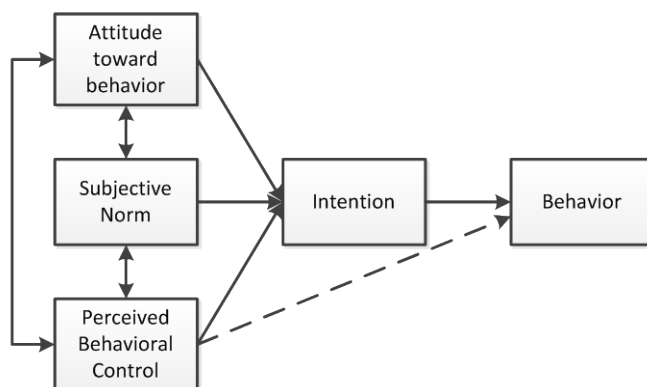 Attitude
toward
behavior
Subjective
Norm
Intention
Behavior
Perceived
Behavioral
Control